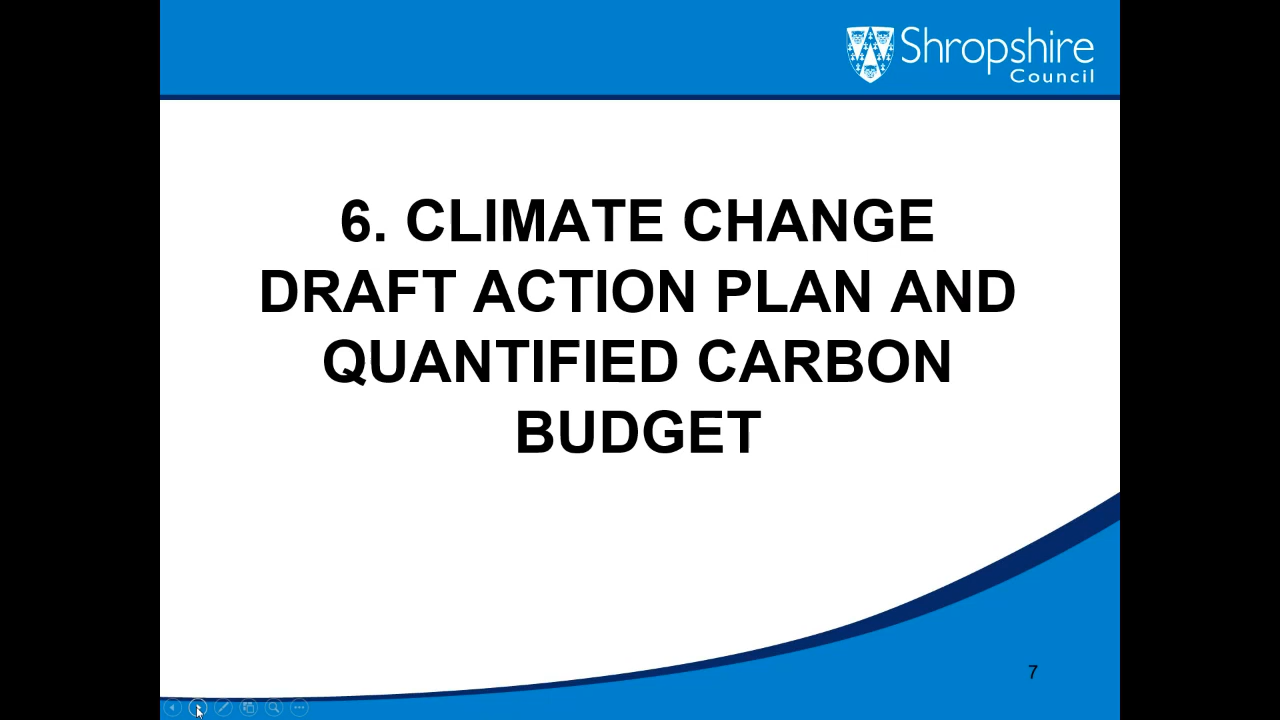 Shropshire
Council
6. CLIMATE CHANGE
DRAFT ACTION PLAN AND
QUANTIFIED CARBON
BUDGET
7